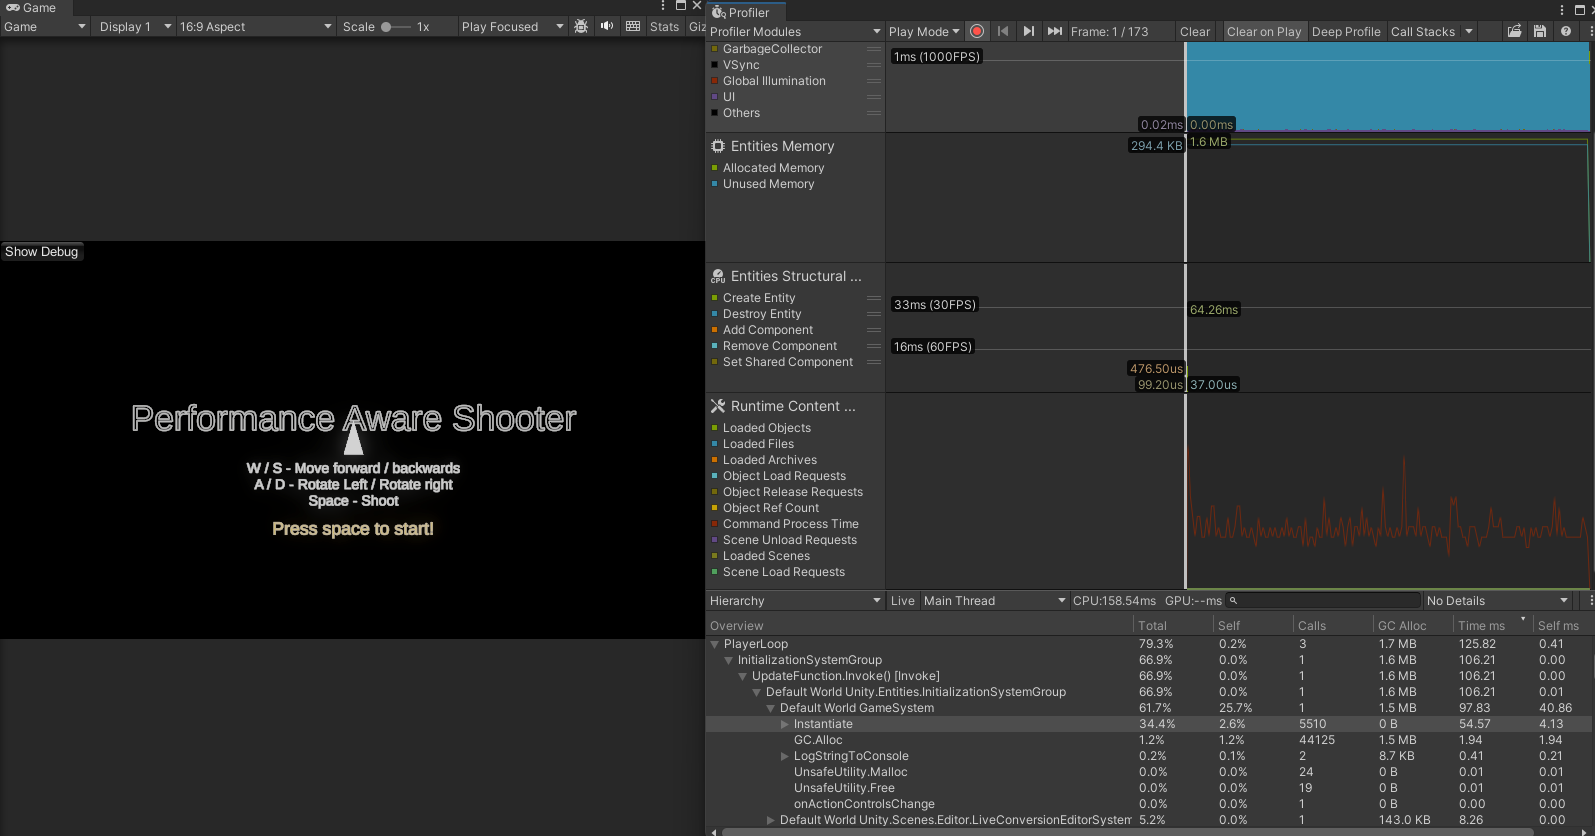 Game
Game Display 1 16:9 Aspect Scale 1x Play Focused Stats Giz
Show Debug
Performance Aware Shooter
W / S - Move forward / backwards
A / D - Rotate Left / Rotate right
Space - Shoot
Press space to start!
Profiler
Profiler Modules Play Mode Frame: 1 / 173 Clear Clear on Play Deep Profile Call Stacks
GarbageCollector
VSync
Global Illumination
UI
Others
1ms (1000FPS)
0.02ms 0.00ms
Entities Memory
Allocated Memory
Unused Memory
294.4 KB 1.6 MB
CPU
Entities Structural ...
Create Entity
Destroy Entity
Add Component
Remove Component
Set Shared Component
33ms (30FPS)
64.26ms
16ms (60FPS)
476.50us
99.20us 37.00us
Runtime Content ...
Loaded Objects
Loaded Files
Loaded Archives
Object Load Requests
Object Release Requests
Object Ref Count
Command Process Time
Scene Unload Requests
Loaded Scenes
Scene Load Requests
Hierarchy Live Main Thread CPU:158.54ms GPU:--ms No Details
Overview Total Self Calls GC Alloc Time ms Self ms
PlayerLoop 79.3% 0.2% 3 1.7 MB 125.82 0.41
InitializationSystemGroup 66.9% 0.0% 1 1.6 MB 106.21 0.00
UpdateFunction.Invoke() [Invoke] 66.9% 0.0% 1 1.6 MB 106.21 0.00
Default World Unity.Entities.InitializationSystemGroup 66.9% 0.0% 1 1.6 MB 106.21 0.01
Default World GameSystem 61.7% 25.7% 1 1.5 MB 97.83 40.86
Instantiate 34.4% 2.6% 5510 0 B 54.57 4.13
GC.Alloc 1.2% 1.2% 44125 1.5 MB 1.94 1.94
LogStringToConsole 0.2% 0.1% 2 8.7 KB 0.41 0.21
UnsafeUtility.Malloc 0.0% 0.0% 24 0 B 0.01 0.01
UnsafeUtility.Free 0.0% 0.0% 19 0 B 0.01 0.01
onActionControlsChange 0.0% 0.0% 1 0 B 0.00 0.00
Default World Unity.Scenes.Editor.LiveConversionEditorSystem 5.2% 0.0% 1 143.0 KB 8.26 0.00